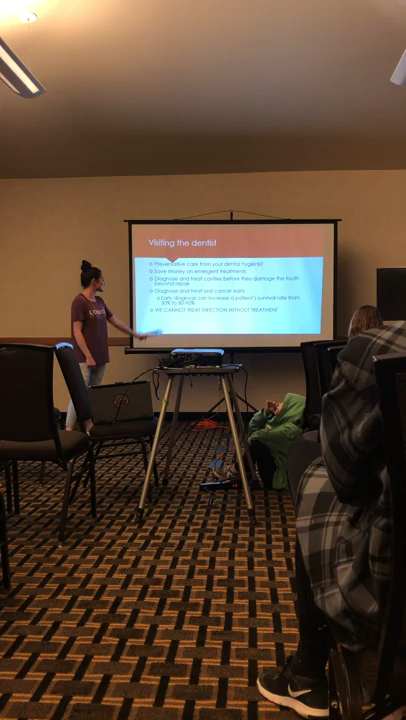 Visiting the dentist
Preventative care from your dental hygienist
Save money on emergent treatments
Diagnose and treat cavities before they damage the tooth
beyond repair
Diagnose and treat oral cancer early
Early diagnosis can increase a patient's survival rate from
50% to 80-90%
WE CANNOT TREAT INFECTION WITHOUT TREATMENT